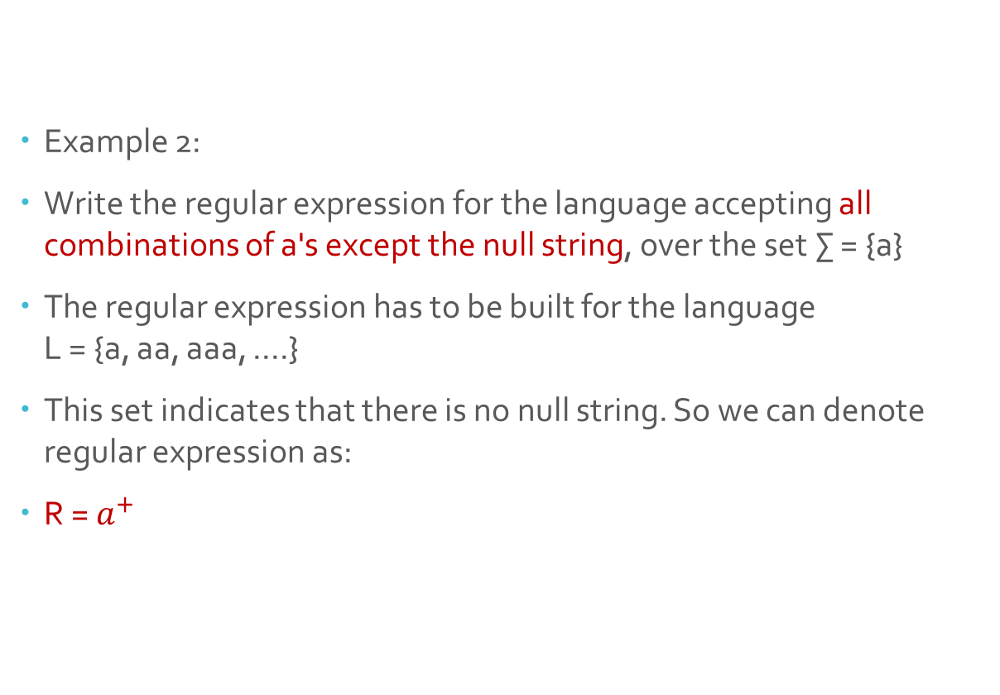 • Example 2:
• Write the regular expression for the language accepting all
combinations of a's except the null string, over the set ∑ = {a}
• The regular expression has to be built for the language
L = {a, aa, aaa, ....}
• This set indicates that there is no null string. So we can denote
regular expression as:
• R = 𝑎⁺